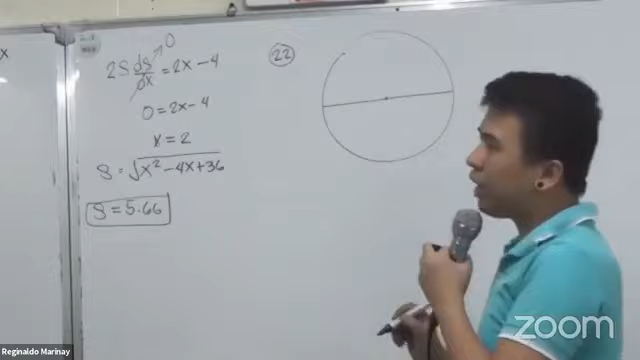 x
0
2S ds/dx = 2x - 4
0 = 2x - 4
x = 2
S = √x² - 4x + 36
S = 5.66
22
zoom
Reginaldo Marinay